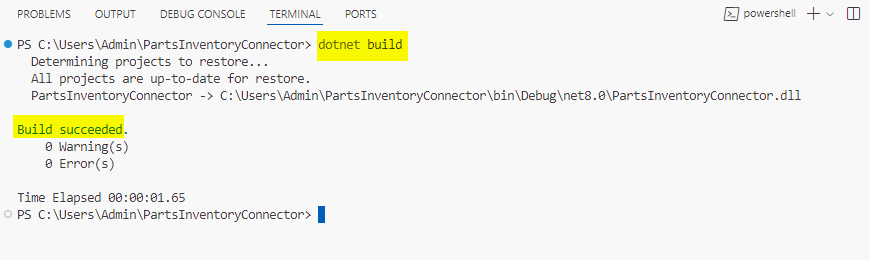 PROBLEMS OUTPUT DEBUG CONSOLE TERMINAL PORTS powershell
PS C:\Users\Admin\PartsInventoryConnector> dotnet build
Determining projects to restore...
All projects are up-to-date for restore.
PartsInventoryConnector -> C:\Users\Admin\PartsInventoryConnector\bin\Debug\net8.0\PartsInventoryConnector.dll
Build succeeded.
0 Warning(s)
0 Error(s)
Time Elapsed 00:00:01.65
PS C:\Users\Admin\PartsInventoryConnector>